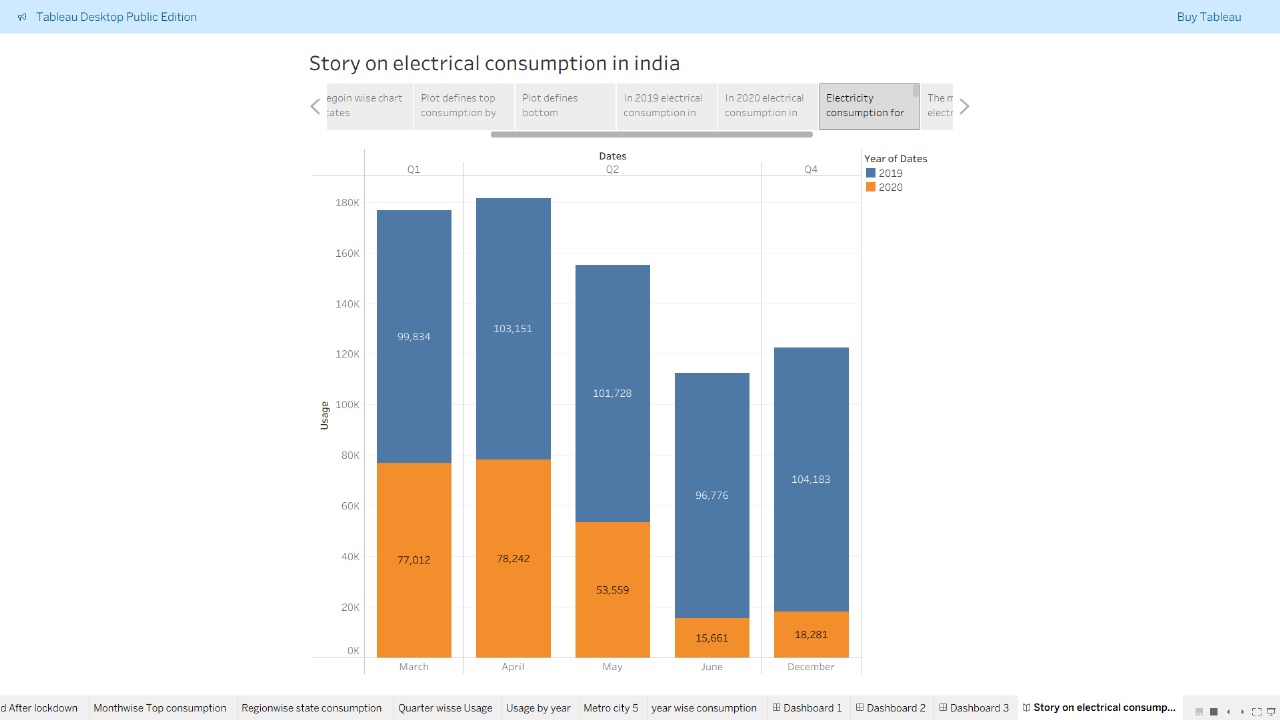 Tableau Desktop Public Edition
Buy Tableau
Story on electrical consumption in india
egoin wise chart
Plot defines top
consumption by
Plot defines
bottom
In 2019 electrical
consumption in
In 2020 electrical
consumption in
Electricity
consumption for
The
electr
Dates
Q1
Q2
Q4
Year of Dates
2019
2020
Usage
180K
160K
140K
120K
100K
80K
60K
40K
20K
0K
99,834
103,151
101,728
96,776
104,183
77,012
78,242
53,559
15,661
18,281
March
April
May
June
December
d After lockdown
Monthwise Top consumption
Regionwise state consumption
Quarter wisse Usage
Usage by year
Metro city 5
year wise consumption
Dashboard 1
Dashboard 2
Dashboard 3
Story on electrical consump...